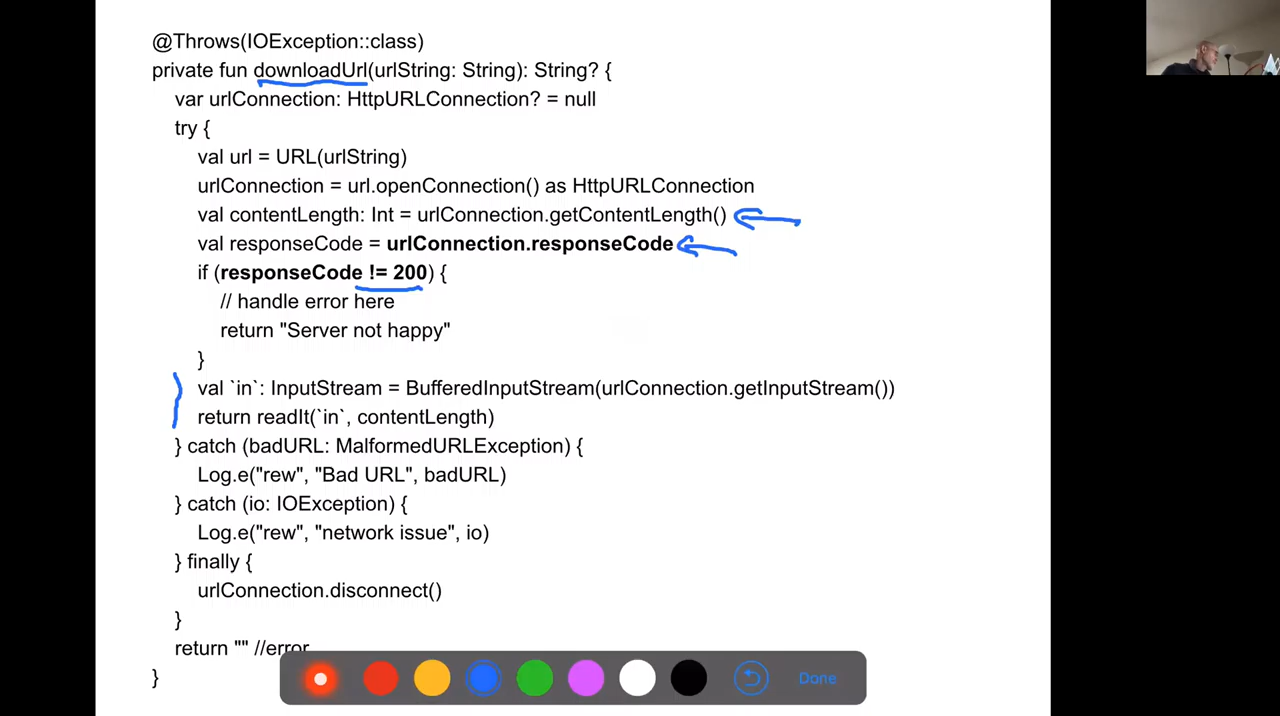 @Throws(IOException::class)
private fun downloadUrl(urlString: String): String? {
var urlConnection: HttpURLConnection? = null
try {
val url = URL(urlString)
urlConnection = url.openConnection() as HttpURLConnection
val contentLength: Int = urlConnection.getContentLength()
val responseCode = urlConnection.responseCode
if (responseCode != 200) {
// handle error here
return "Server not happy"
}
val `in`: InputStream = BufferedInputStream(urlConnection.getInputStream())
return readIt(`in`, contentLength)
} catch (badURL: MalformedURLException) {
Log.e("rew", "Bad URL", badURL)
} catch (io: IOException) {
Log.e("rew", "network issue", io)
} finally {
urlConnection.disconnect()
}
return "" //error
}
Done